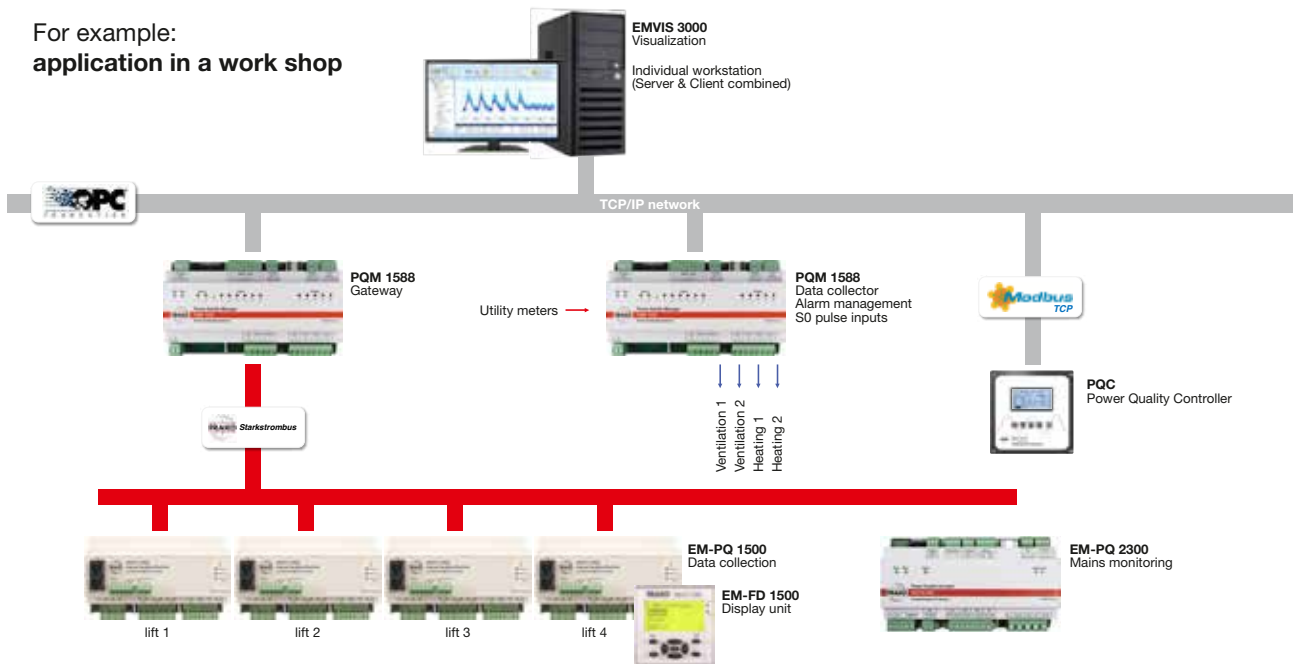 For example:
application in a work shop
EMVIS 3000
Visualization
Individual workstation
(Server & Client combined)
OPC
FOUNDATION
TCP/IP network
PQM 1588
Gateway
Utility meters
PQM 1588
Data collector
Alarm management
S0 pulse inputs
Modbus
TCP
Ventilation 1
Ventilation 2
Heating 1
Heating 2
PQC
Power Quality Controller
FRAKO Starkstrombus
EM-PQ 1500
Data collection
EM-FD 1500
Display unit
EM-PQ 2300
Mains monitoring
lift 1
lift 2
lift 3
lift 4